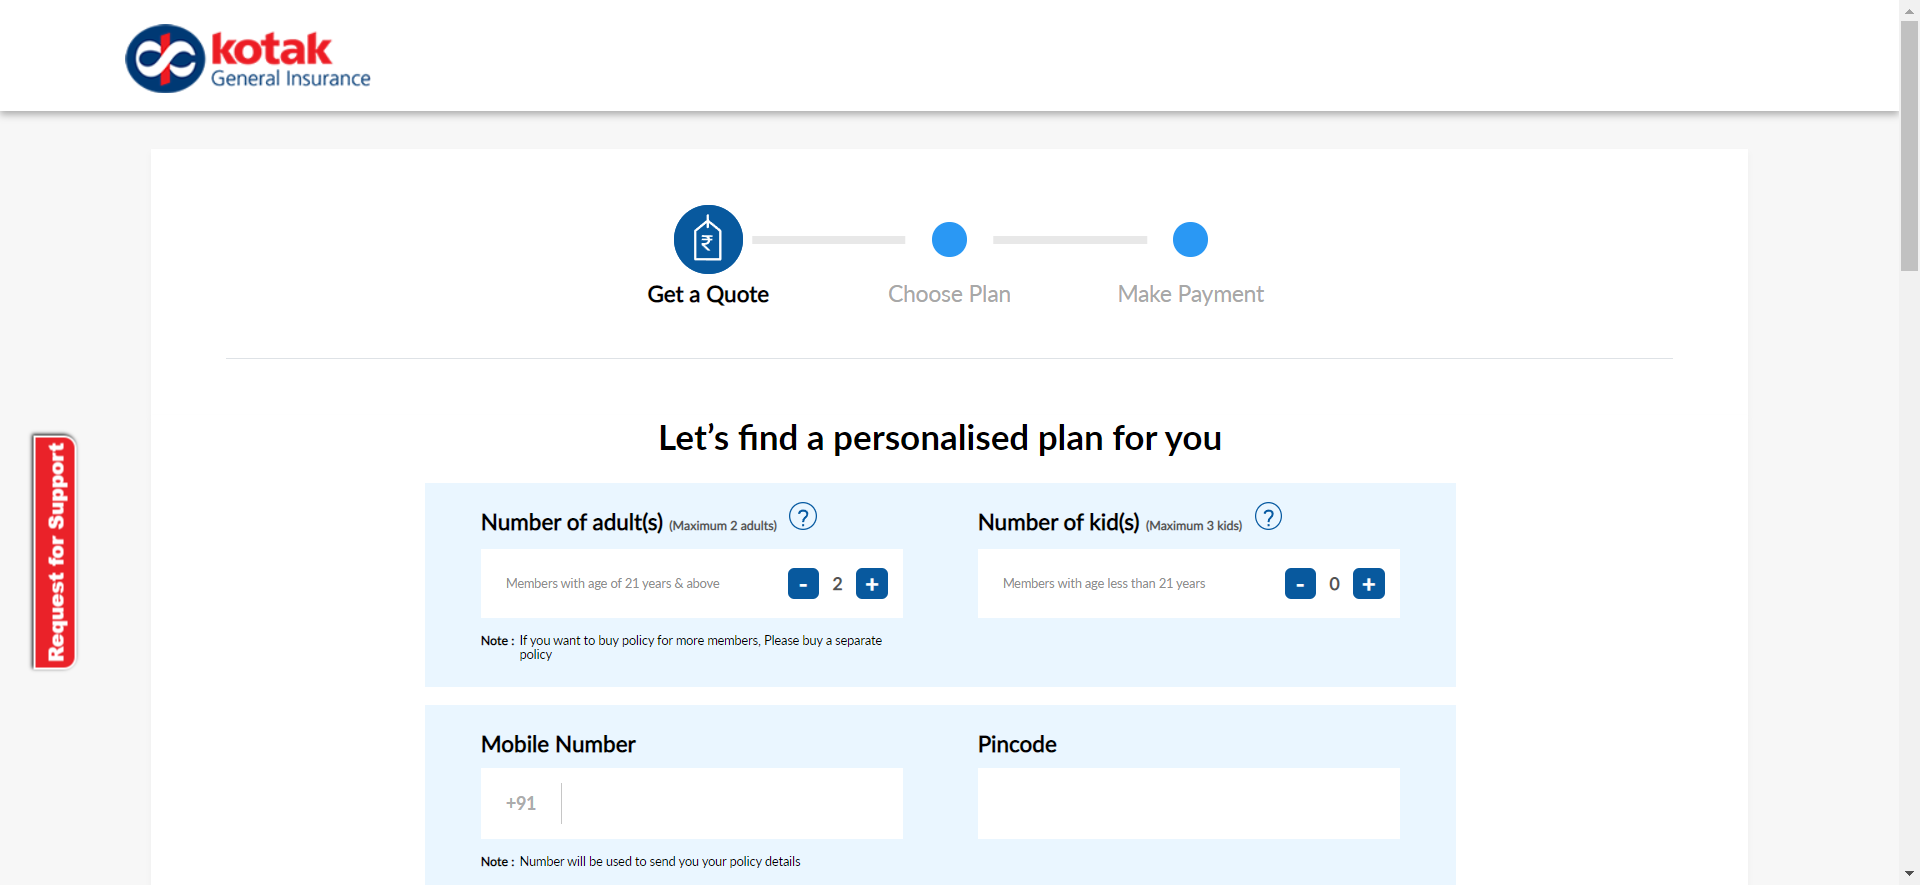 kotak
General Insurance
₹
Get a Quote
Choose Plan
Make Payment
Request for Support
Let’s find a personalised plan for you
Number of adult(s) (Maximum 2 adults) ?
Members with age of 21 years & above - 2 +
Note : If you want to buy policy for more members, Please buy a separate
policy
Number of kid(s) (Maximum 3 kids) ?
Members with age less than 21 years - 0 +
Mobile Number
+91
Note : Number will be used to send you your policy details
Pincode